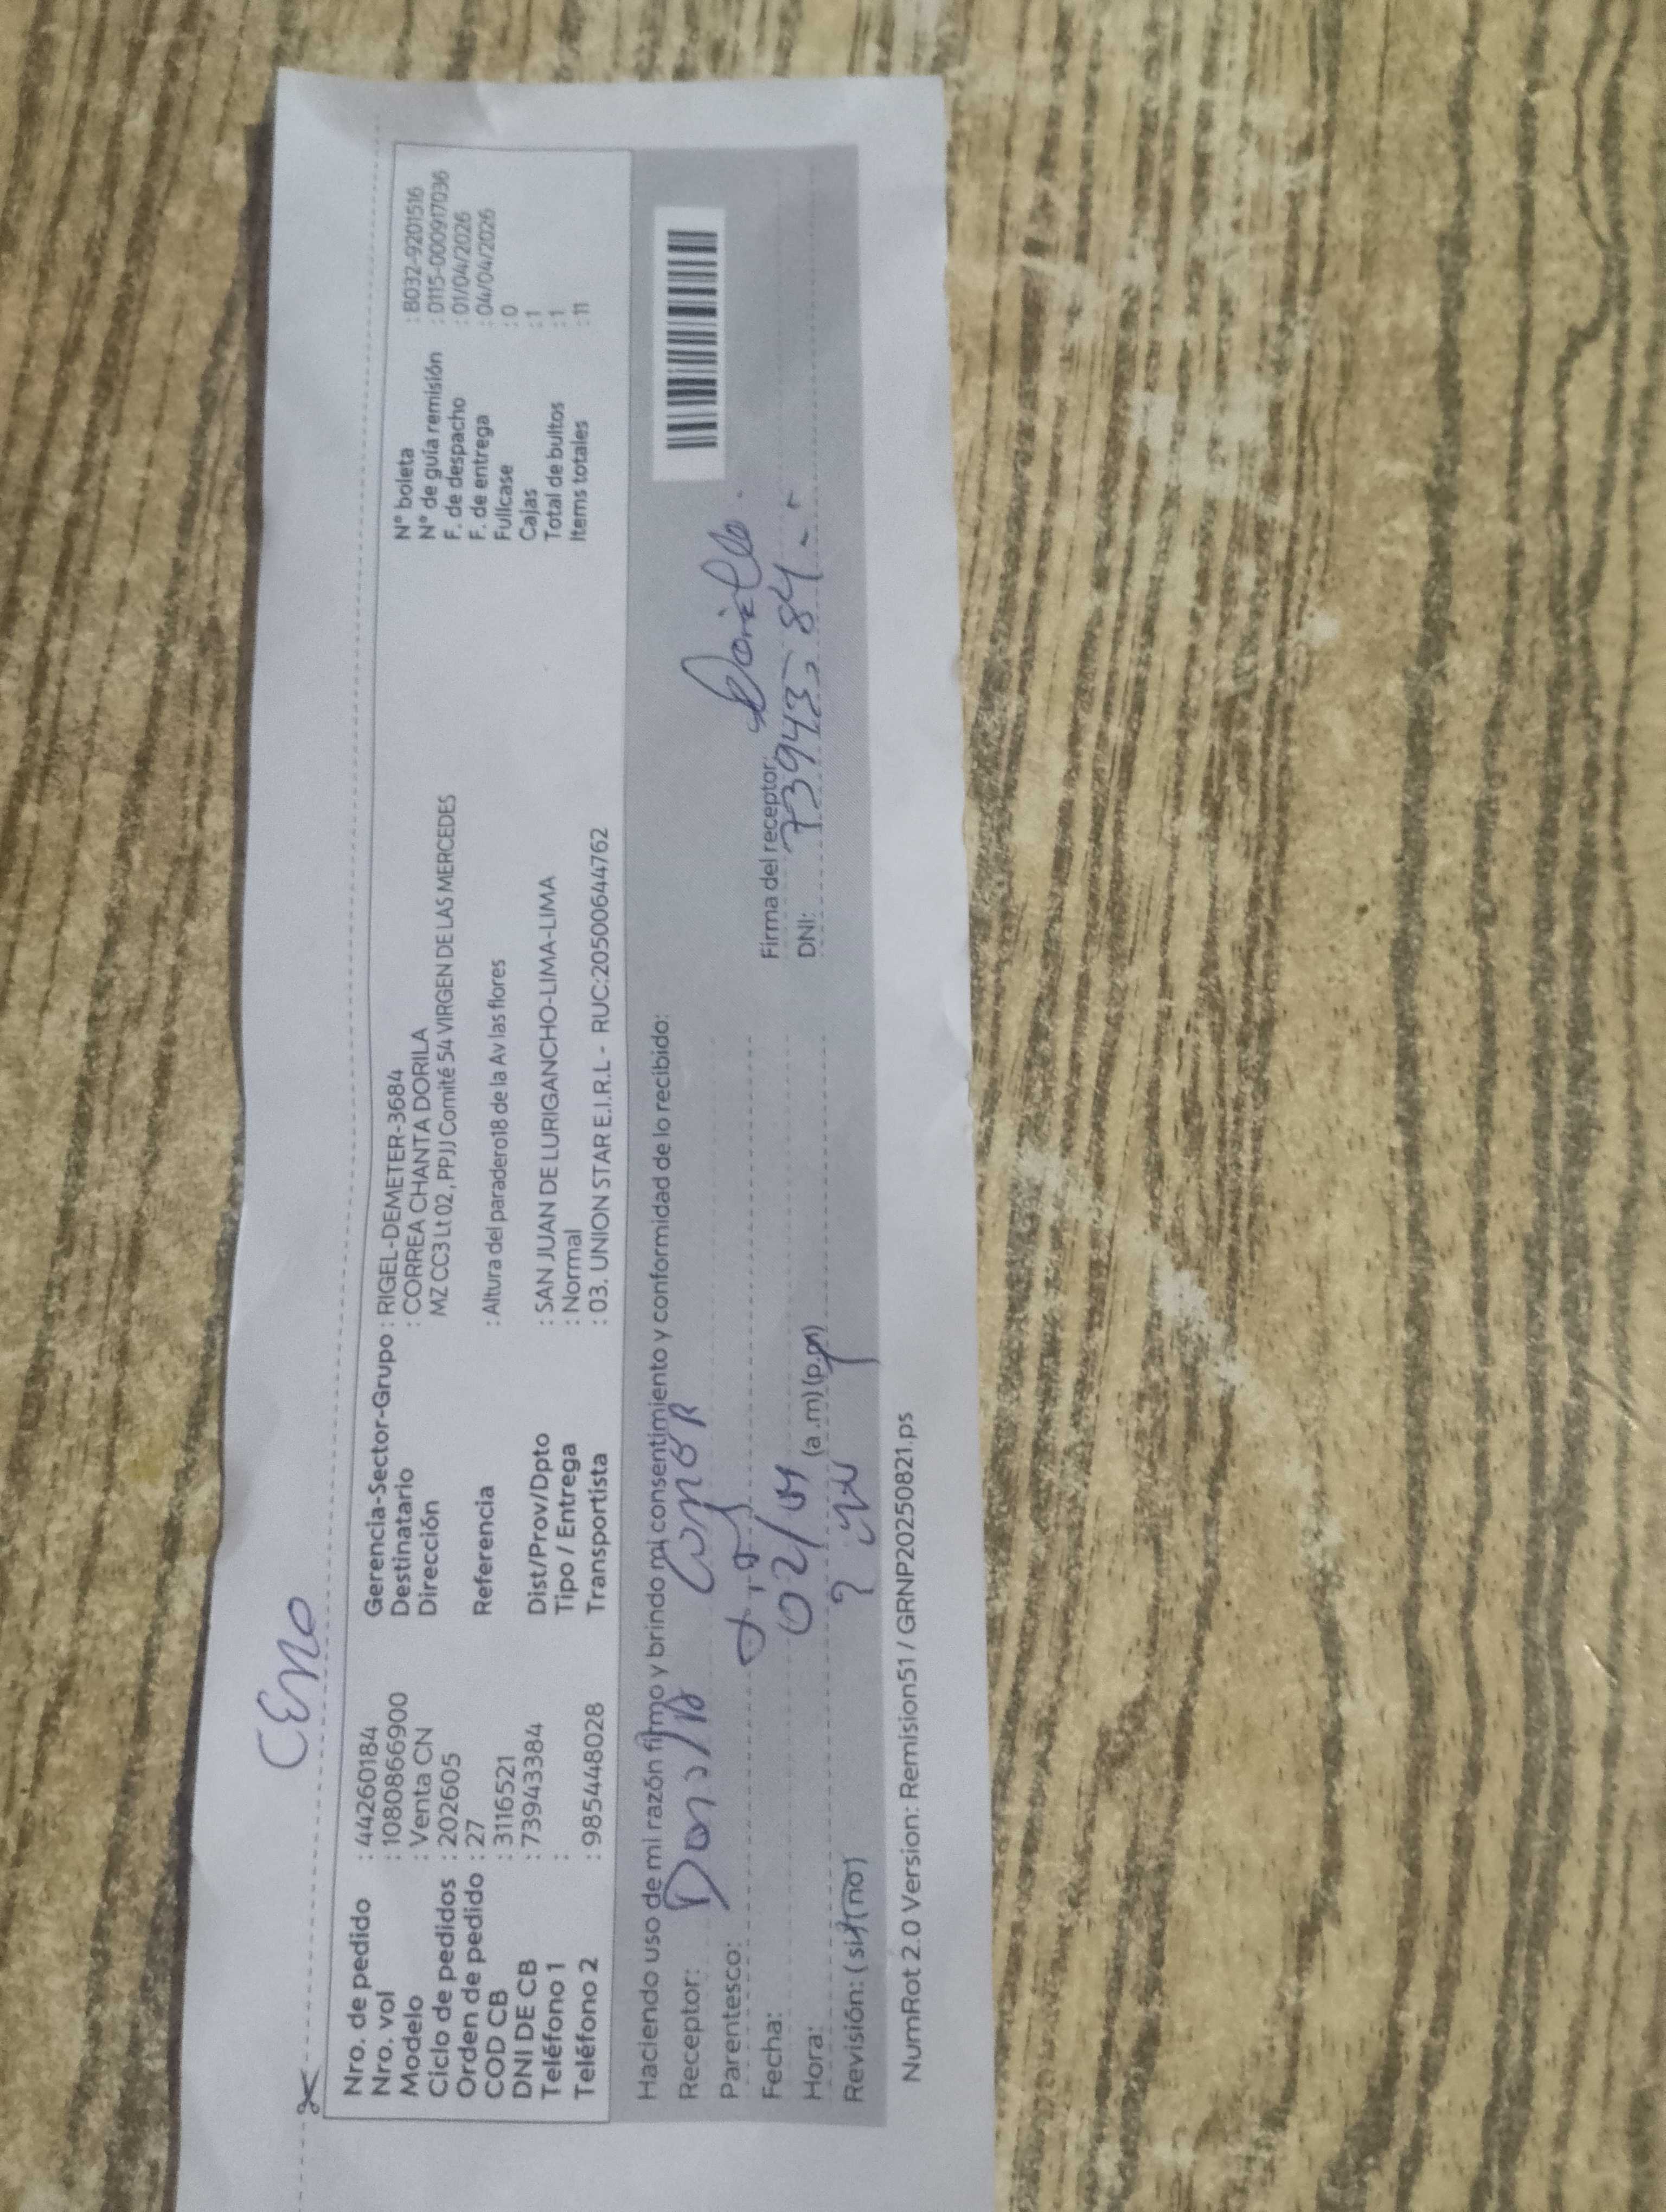 Ceno
Nro. de pedido : 44260184
Nro. vol : 1080866900
Modelo : Venta CN
Ciclo de pedidos : 202605
Orden de pedido : 27
COD CB : 3116521
DNI DE CB : 73943384
Teléfono 1 :
Teléfono 2 : 985448028
Gerencia-Sector-Grupo : RIGEL-DEMETER-3684
Destinatario : CORREA CHANTA DORILA
Dirección MZ CC3 Lt 02, PPJJ Comité 54 VIRGEN DE LAS MERCEDES
Referencia : Altura del paradero18 de la Av las flores
Dist/Prov/Dpto : SAN JUAN DE LURIGANCHO-LIMA-LIMA
Tipo / Entrega : Normal
Transportista : 03. UNION STAR E.I.R.L - RUC:20500644762
N° boleta : B032-9201516
N° de guía remisión : 0115-000917036
F. de despacho : 01/04/2026
F. de entrega : 04/04/2026
Fullcase : 0
Cajas : 1
Total de bultos : 1
Items totales : 11
Haciendo uso de mi razón firmo y brindo mi consentimiento y conformidad de lo recibido:
Receptor: Dorila
Parentesco:
Fecha: 02/04
Hora: (a.m) (p.m)
Revisión: (si) (no)
Firma del receptor: Dorila
DNI: 73943384
NumRot 2.0 Version: Remision51 / GRNP20250821.ps